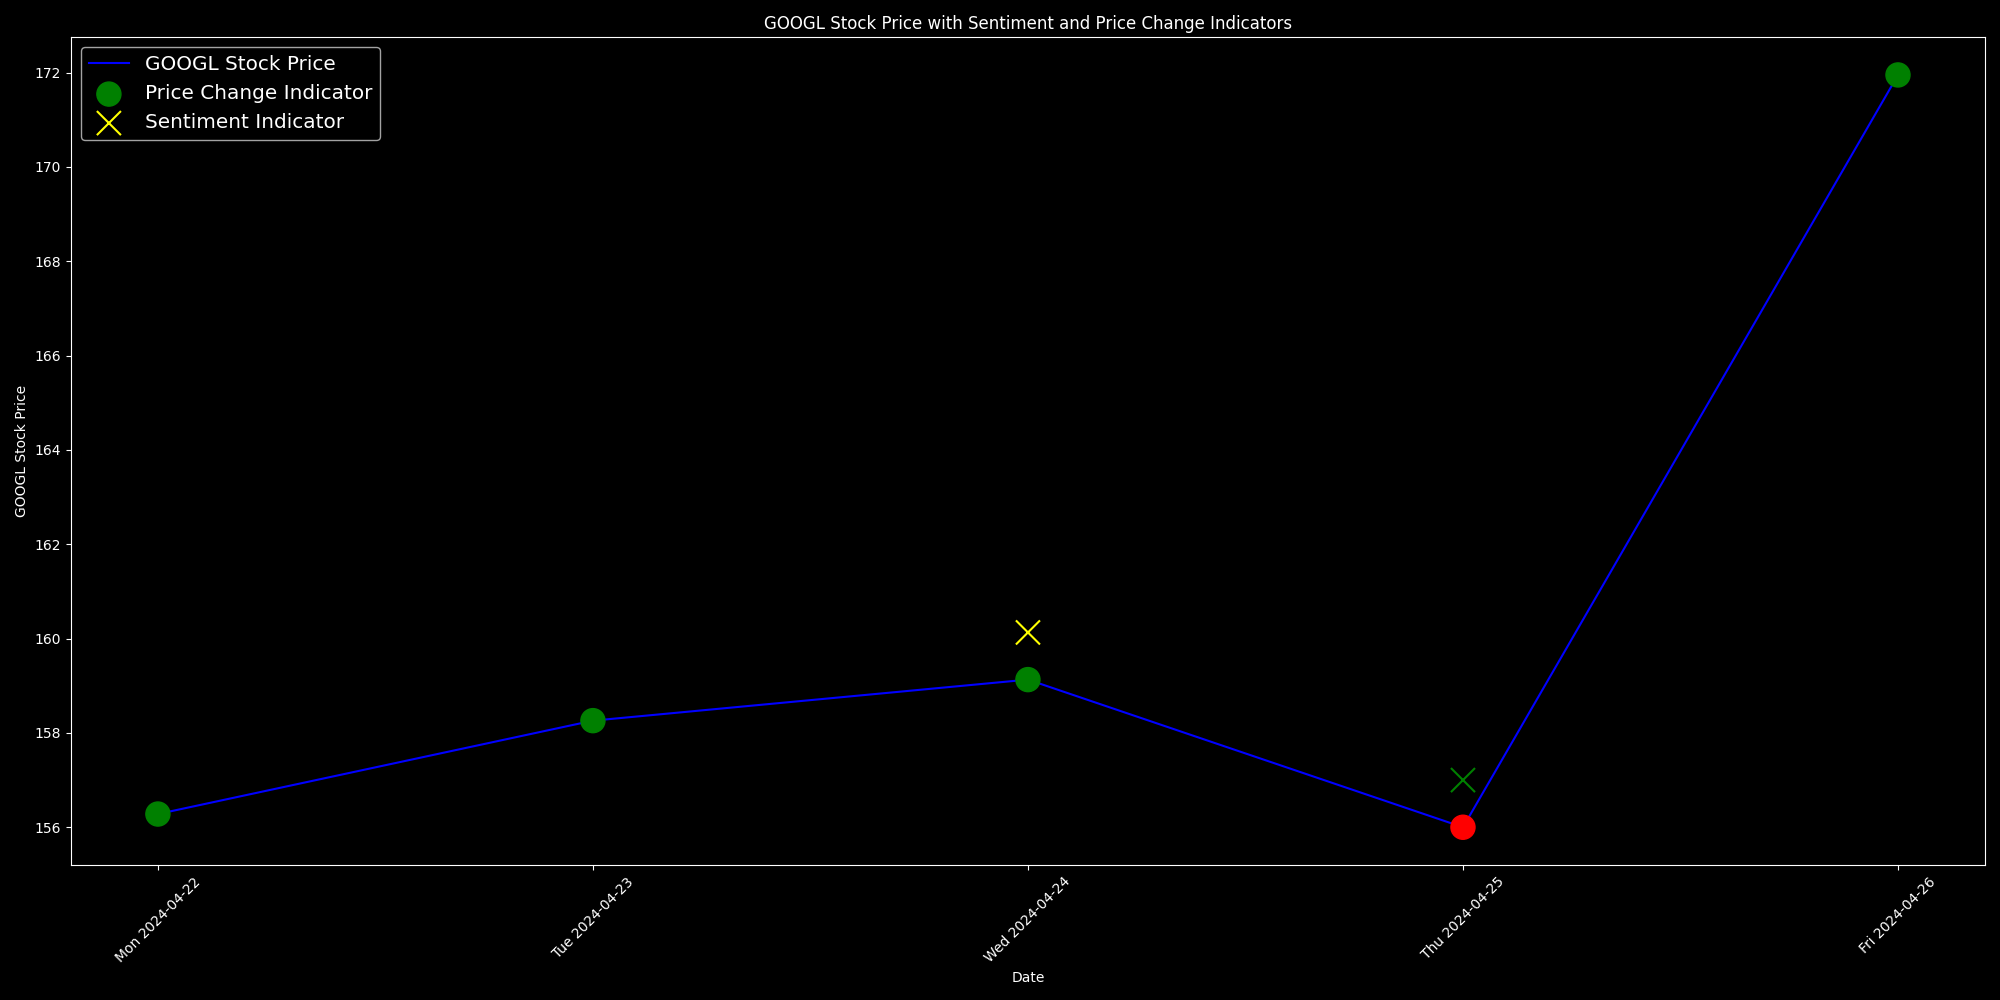 GOOGL Stock Price with Sentiment and Price Change Indicators
GOOGL Stock Price
Price Change Indicator
Sentiment Indicator
172
170
168
166
164
162
160
158
156
GOOGL Stock Price
Mon 2024-04-22
Tue 2024-04-23
Wed 2024-04-24
Thu 2024-04-25
Fri 2024-04-26
Date